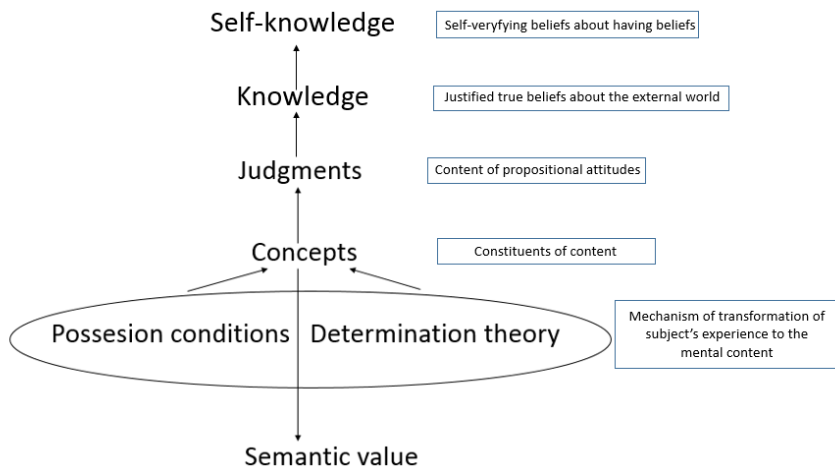 Self-knowledge
Self-veryfying beliefs about having beliefs
Knowledge
Justified true beliefs about the external world
Judgments
Content of propositional attitudes
Concepts
Constituents of content
Possesion conditions
Determination theory
Mechanism of transformation of
subject's experience to the
mental content
Semantic value